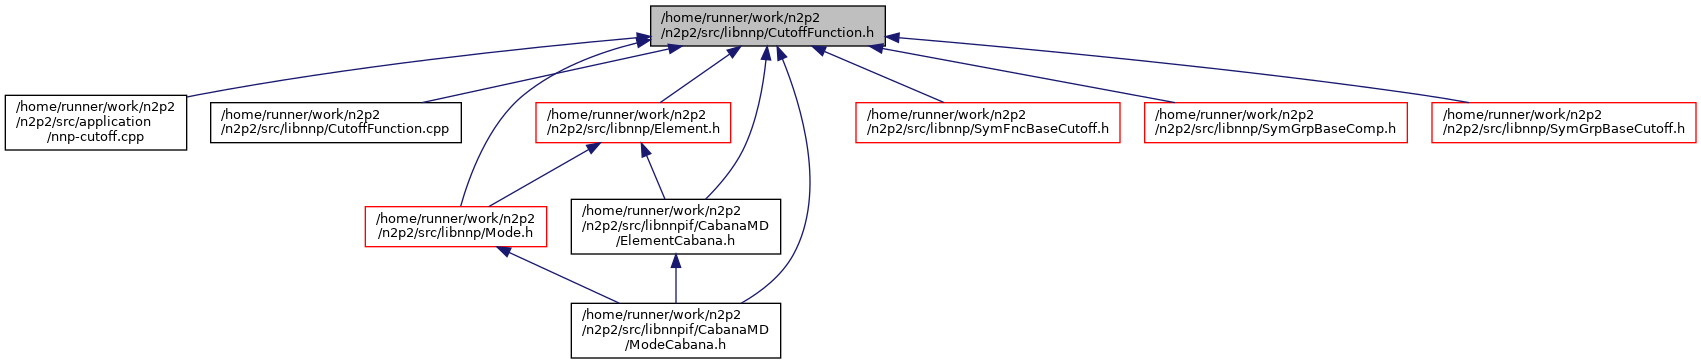 /home/runner/work/n2p2
/n2p2/src/libnnp/CutoffFunction.h
/home/runner/work/n2p2
/n2p2/src/application
/nnp-cutoff.cpp
/home/runner/work/n2p2
/n2p2/src/libnnp/CutoffFunction.cpp
/home/runner/work/n2p2
/n2p2/src/libnnp/Element.h
/home/runner/work/n2p2
/n2p2/src/libnnp/SymFncBaseCutoff.h
/home/runner/work/n2p2
/n2p2/src/libnnp/SymGrpBaseComp.h
/home/runner/work/n2p2
/n2p2/src/libnnp/SymGrpBaseCutoff.h
/home/runner/work/n2p2
/n2p2/src/libnnp/Mode.h
/home/runner/work/n2p2
/n2p2/src/libnnpif/CabanaMD
/ElementCabana.h
/home/runner/work/n2p2
/n2p2/src/libnnpif/CabanaMD
/ModeCabana.h